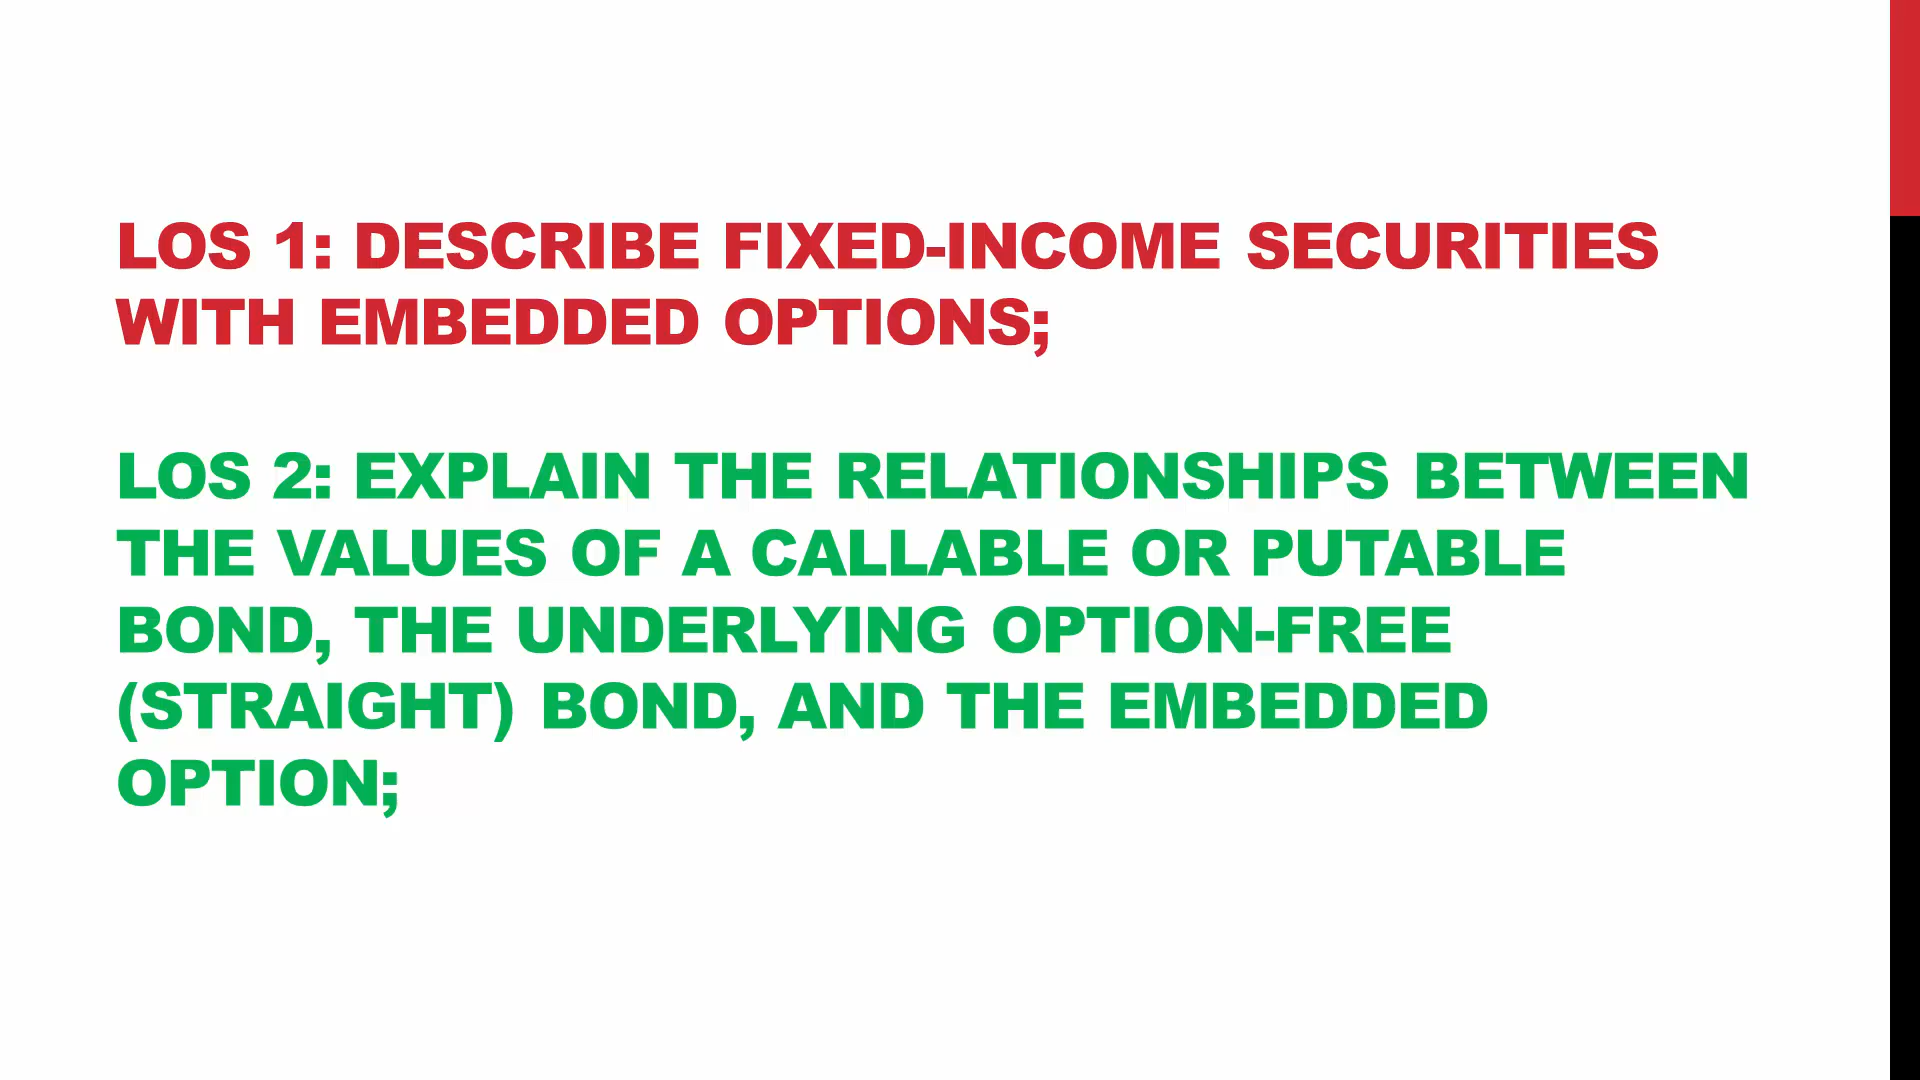 LOS 1: DESCRIBE FIXED-INCOME SECURITIES
WITH EMBEDDED OPTIONS;
LOS 2: EXPLAIN THE RELATIONSHIPS BETWEEN
THE VALUES OF A CALLABLE OR PUTABLE
BOND, THE UNDERLYING OPTION-FREE
(STRAIGHT) BOND, AND THE EMBEDDED
OPTION;